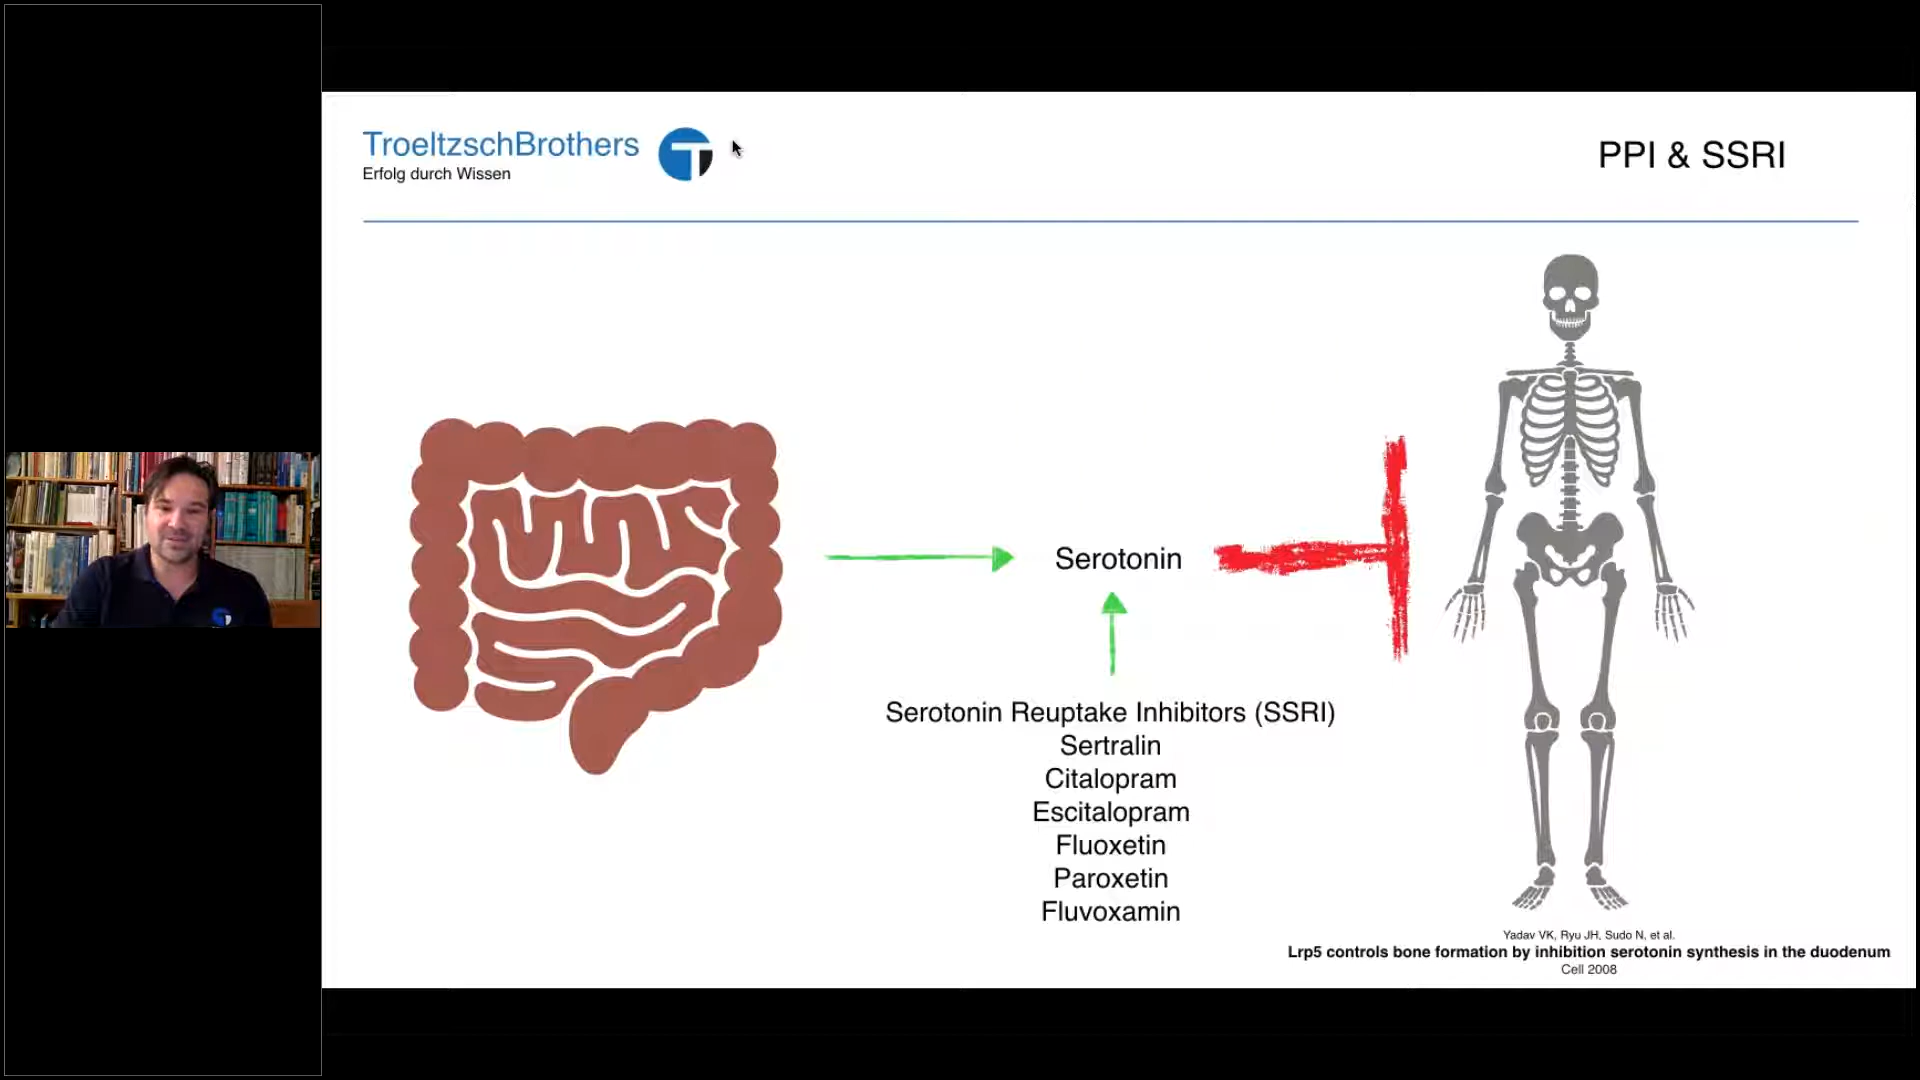 TroeltzschBrothers
Erfolg durch Wissen
PPI & SSRI
Serotonin
Serotonin Reuptake Inhibitors (SSRI)
Sertralin
Citalopram
Escitalopram
Fluoxetin
Paroxetin
Fluvoxamin
Yadav VK, Ryu JH, Sudo N, et al.
Lrp5 controls bone formation by inhibition serotonin synthesis in the duodenum
Cell 2008